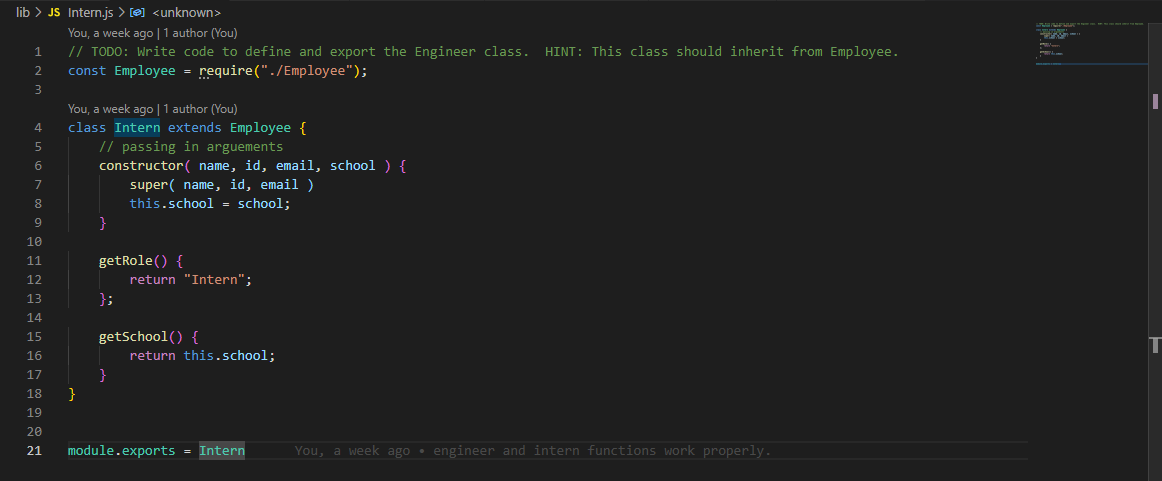 lib > JS Intern.js > <unknown>
You, a week ago | 1 author (You)
1 // TODO: Write code to define and export the Engineer class.  HINT: This class should inherit from Employee.
2 const Employee = require("./Employee");
3
You, a week ago | 1 author (You)
4 class Intern extends Employee {
5     // passing in arguements
6     constructor( name, id, email, school ) {
7         super( name, id, email )
8         this.school = school;
9     }
10
11     getRole() {
12         return "Intern";
13     };
14
15     getSchool() {
16         return this.school;
17     }
18 }
19
20
21 module.exports = Intern You, a week ago • engineer and intern functions work properly.